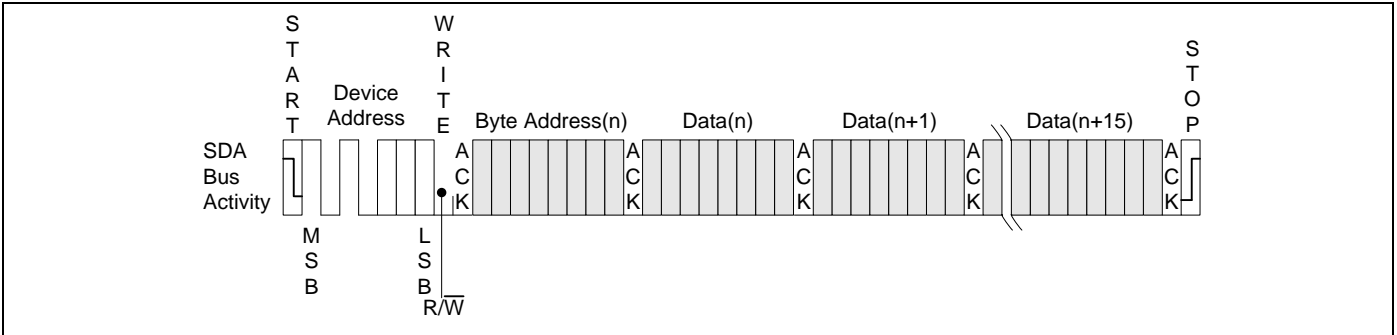 START
WRITE
STOP
Device
Address
Byte Address(n)
Data(n)
Data(n+1)
Data(n+15)
SDA
Bus
Activity
ACK
ACK
ACK
ACK
ACK
MSB
LSB
R/W̅